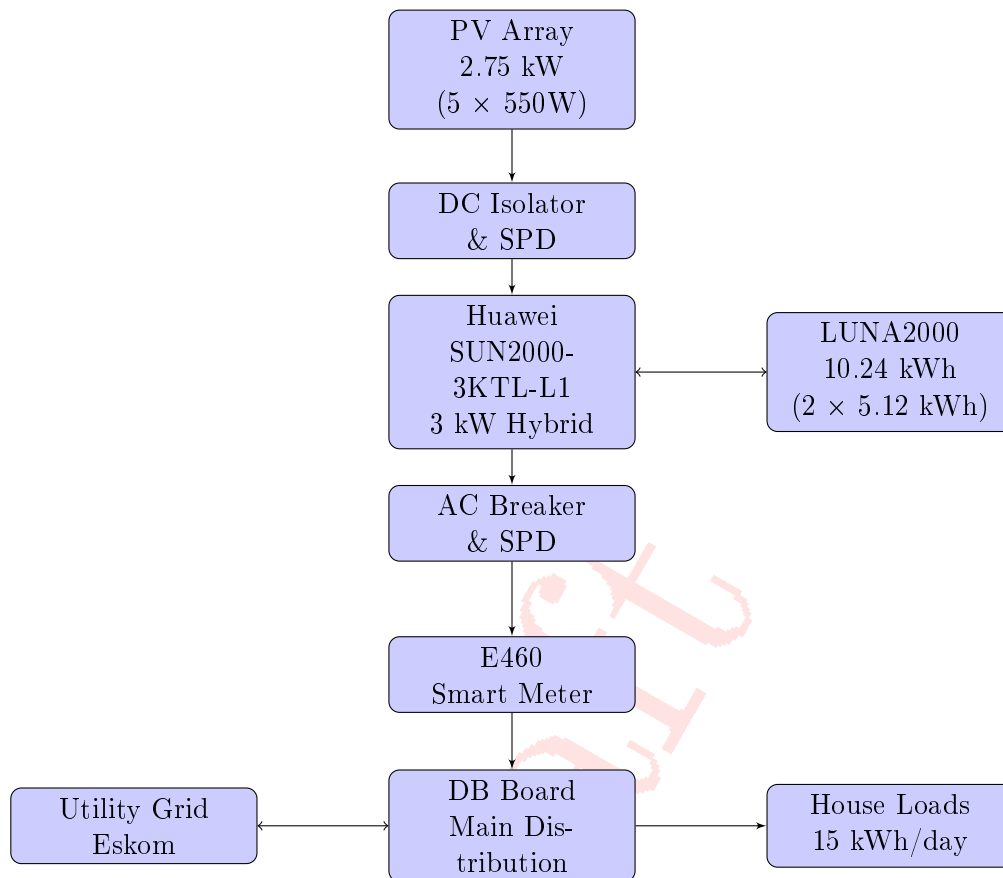 PV Array
2.75 kW
(5 × 550W)
DC Isolator
& SPD
Huawei
SUN2000-
3KTL-L1
3 kW Hybrid
LUNA2000
10.24 kWh
(2 × 5.12 kWh)
AC Breaker
& SPD
E460
Smart Meter
Utility Grid
Eskom
DB Board
Main Dis-
tribution
House Loads
15 kWh/day